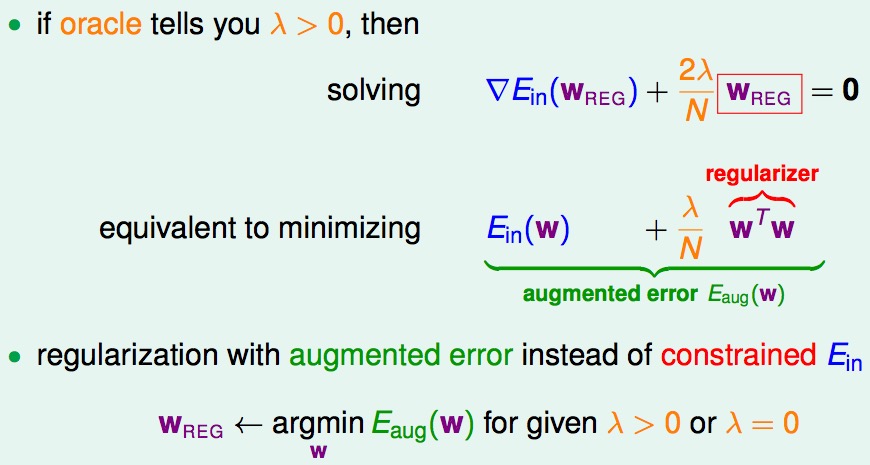 • if oracle tells you λ > 0, then
solving ∇E_in(w_REG) + 2λ/N w_REG = 0
regularizer
equivalent to minimizing E_in(w) + λ/N w^T w
augmented error E_aug(w)
• regularization with augmented error instead of constrained E_in
w_REG ← argmin E_aug(w) for given λ > 0 or λ = 0
w